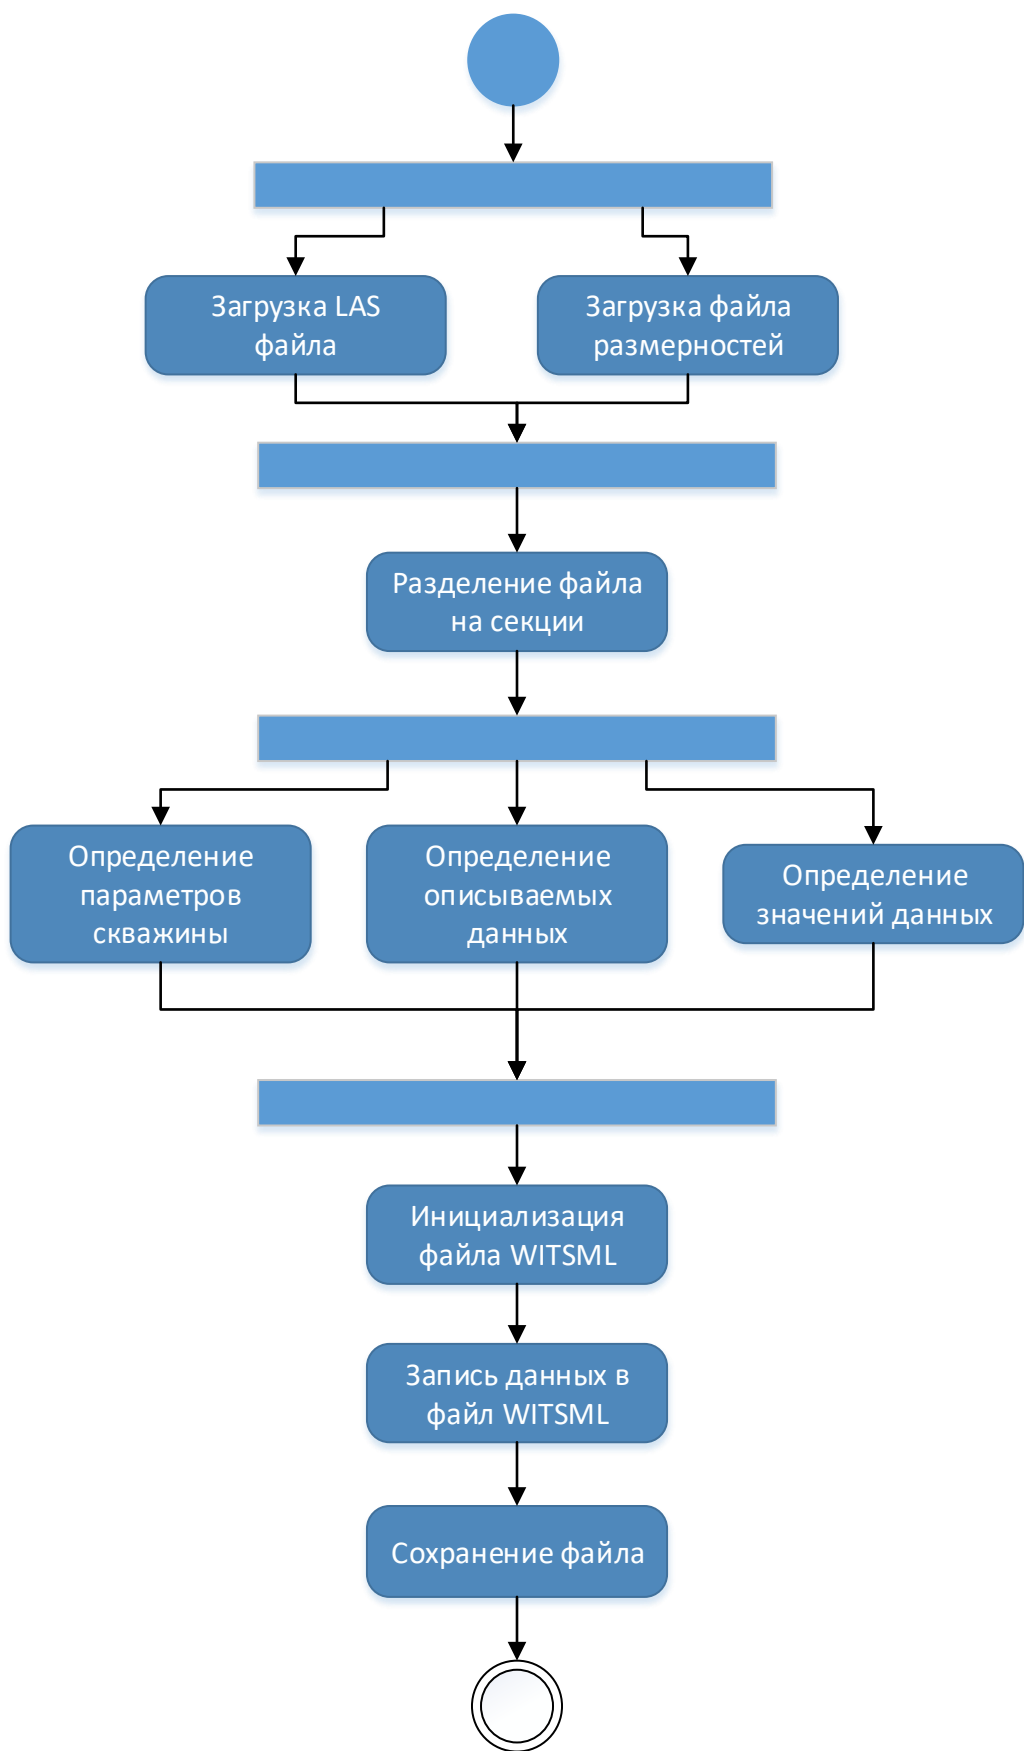 Загрузка LAS
файла
Загрузка файла
размерностей
Разделение файла
на секции
Определение
параметров
скважины
Определение
описываемых
данных
Определение
значений данных
Инициализация
файла WITSML
Запись данных в
файл WITSML
Сохранение файла